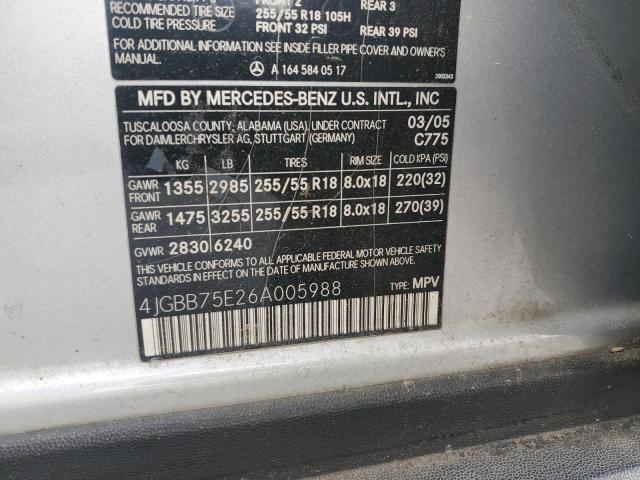 FRONT 2
REAR 3
RECOMMENDED TIRE SIZE 255/55 R18 105H
COLD TIRE PRESSURE FRONT 32 PSI REAR 39 PSI
FOR ADDITIONAL INFORMATION SEE INSIDE FILLER PIPE COVER AND OWNER'S
MANUAL.
A 164 584 05 17
2002343
MFD BY MERCEDES-BENZ U.S. INTL., INC
TUSCALOOSA COUNTY, ALABAMA (USA), UNDER CONTRACT 03/05
FOR DAIMLERCHRYSLER AG, STUTTGART (GERMANY) C775
KG LB TIRES RIM SIZE COLD KPA (PSI)
GAWR FRONT 1355 2985 255/55 R18 8.0x18 220(32)
GAWR REAR 1475 3255 255/55 R18 8.0x18 270(39)
GVWR 2830 6240
THIS VEHICLE CONFORMS TO ALL APPLICABLE FEDERAL MOTOR VEHICLE SAFETY
STANDARDS IN EFFECT ON THE DATE OF MANUFACTURE SHOWN ABOVE.
4JGBB75E26A005988 TYPE: MPV